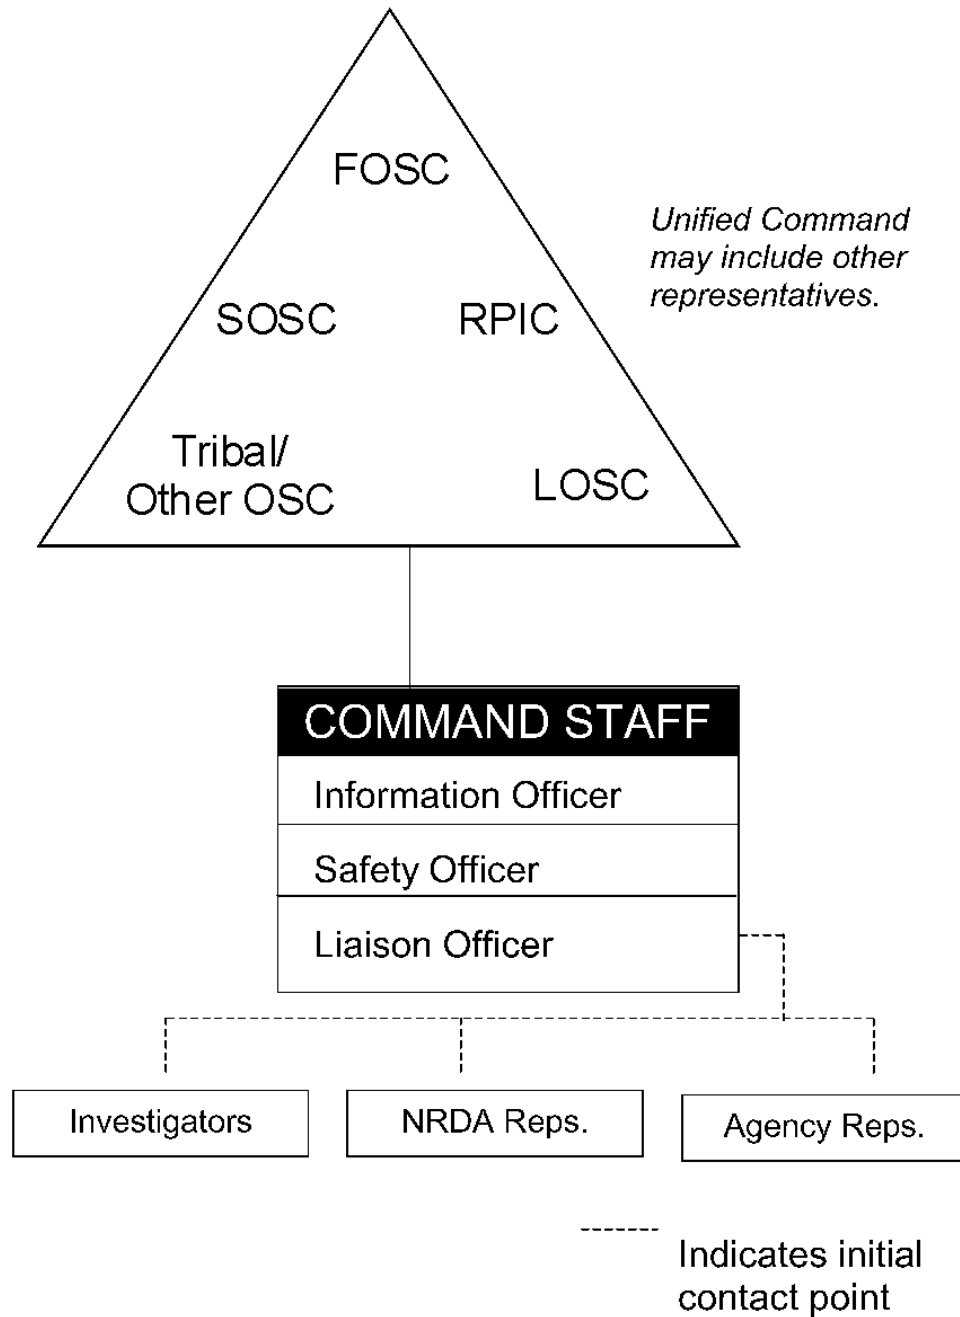 FOSC
Unified Command
may include other
representatives.
SOSC
RPIC
Tribal/
Other OSC
LOSC
COMMAND STAFF
Information Officer
Safety Officer
Liaison Officer
Investigators
NRDA Reps.
Agency Reps.
Indicates initial
contact point